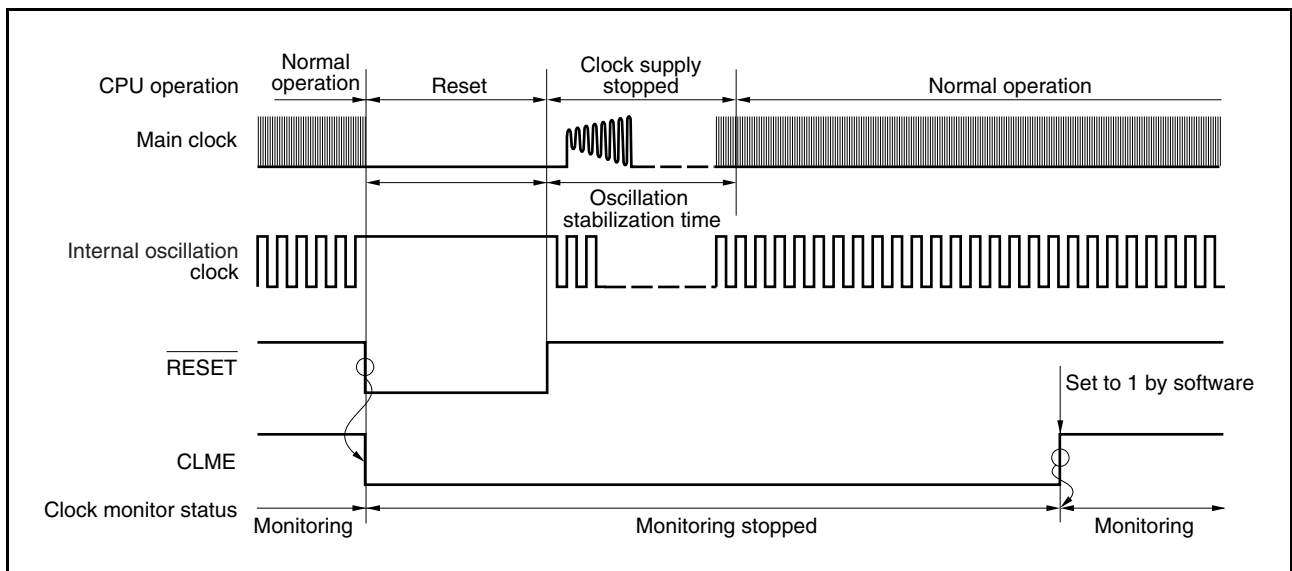 CPU operation
Normal
operation
Reset
Clock supply
stopped
Normal operation
Main clock
Oscillation
stabilization time
Internal oscillation
clock
RESET
Set to 1 by software
CLME
Clock monitor status
Monitoring
Monitoring stopped
Monitoring